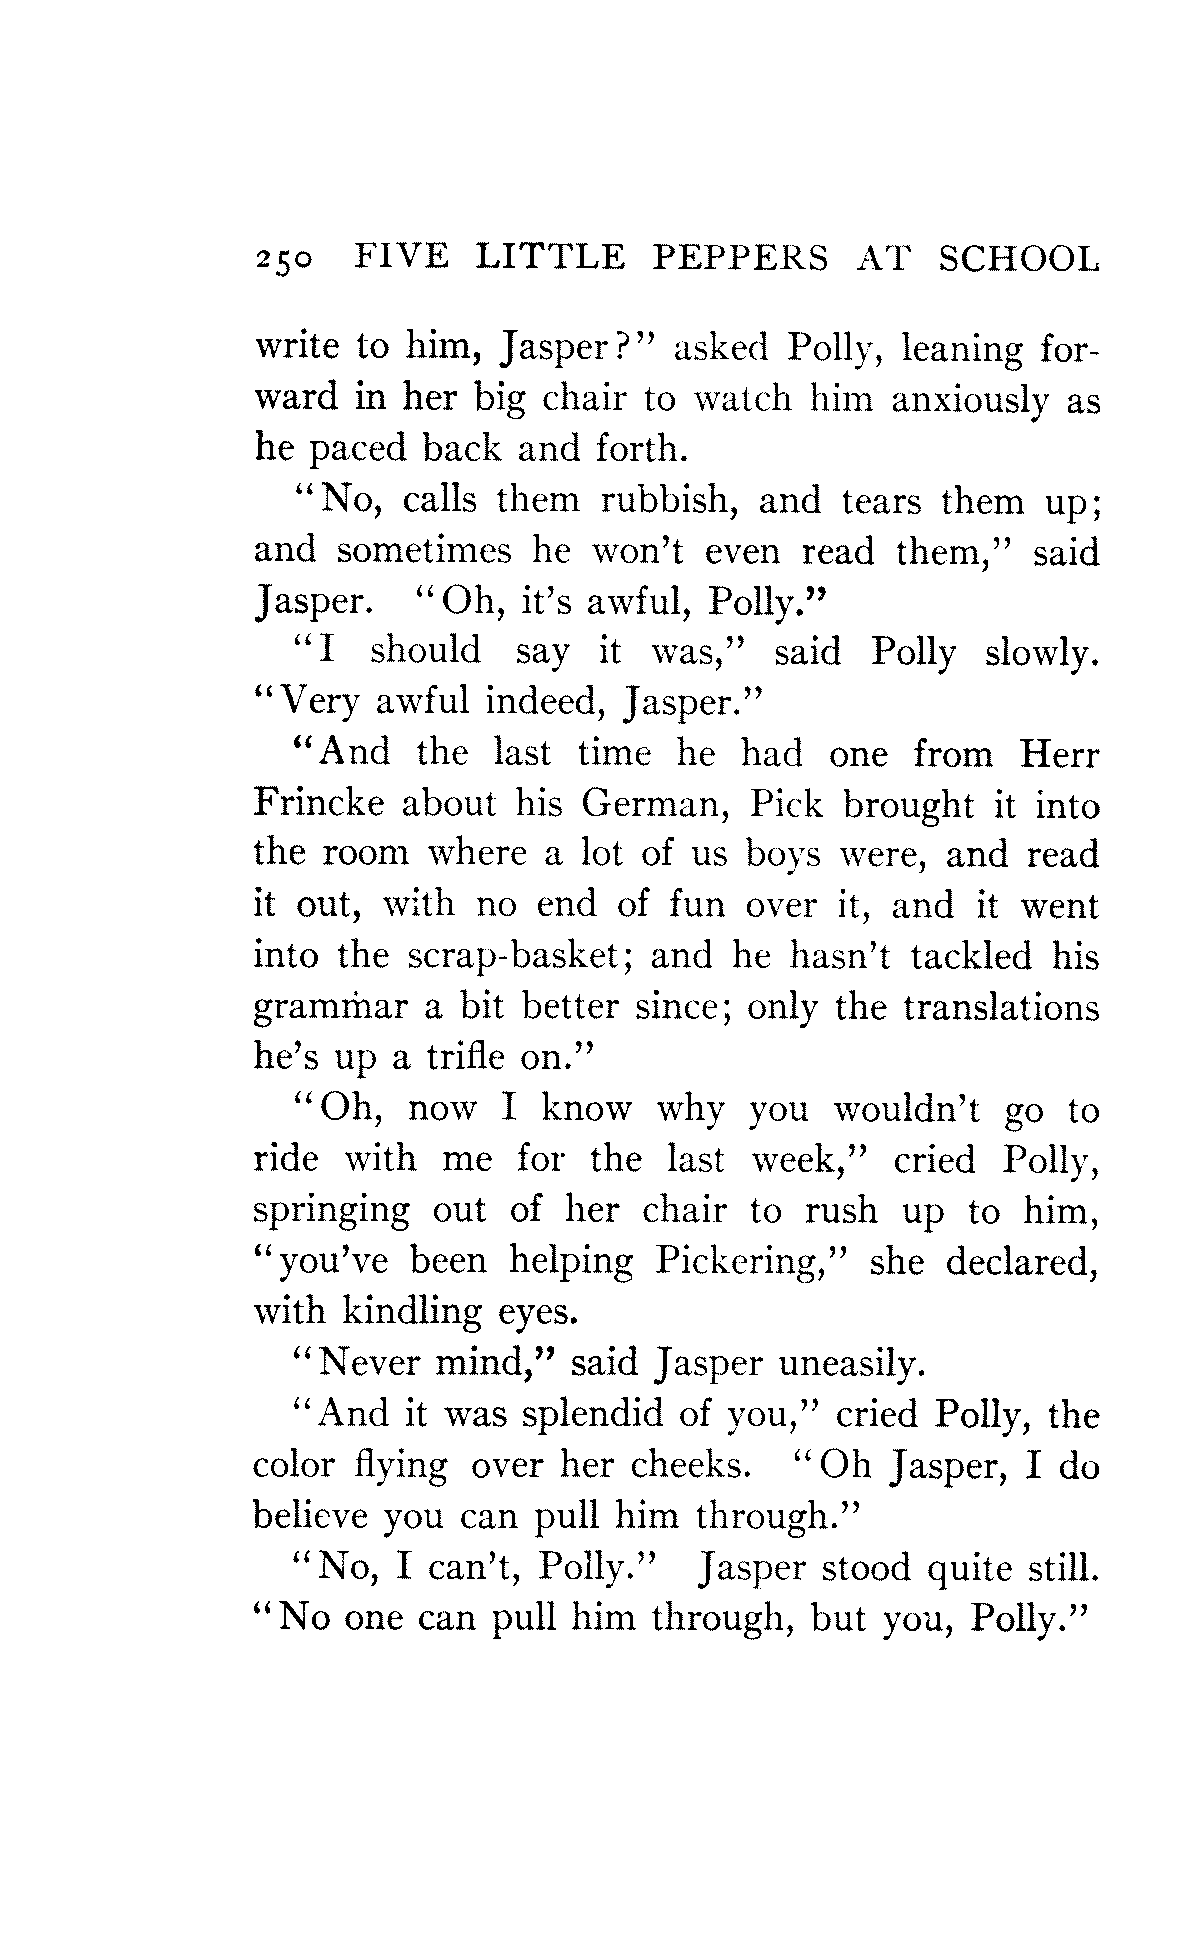 250 FIVE LITTLE PEPPERS AT SCHOOL
write to him, Jasper?" asked Polly, leaning for-
ward in her big chair to watch him anxiously as
he paced back and forth.
"No, calls them rubbish, and tears them up;
and sometimes he won't even read them," said
Jasper. "Oh, it's awful, Polly."
"I should say it was," said Polly slowly.
"Very awful indeed, Jasper."
"And the last time he had one from Herr
Frincke about his German, Pick brought it into
the room where a lot of us boys were, and read
it out, with no end of fun over it, and it went
into the scrap-basket; and he hasn't tackled his
grammar a bit better since; only the translations
he's up a trifle on."
"Oh, now I know why you wouldn't go to
ride with me for the last week," cried Polly,
springing out of her chair to rush up to him,
"you've been helping Pickering," she declared,
with kindling eyes.
"Never mind," said Jasper uneasily.
"And it was splendid of you," cried Polly, the
color flying over her cheeks. "Oh Jasper, I do
believe you can pull him through."
"No, I can't, Polly." Jasper stood quite still.
"No one can pull him through, but you, Polly."